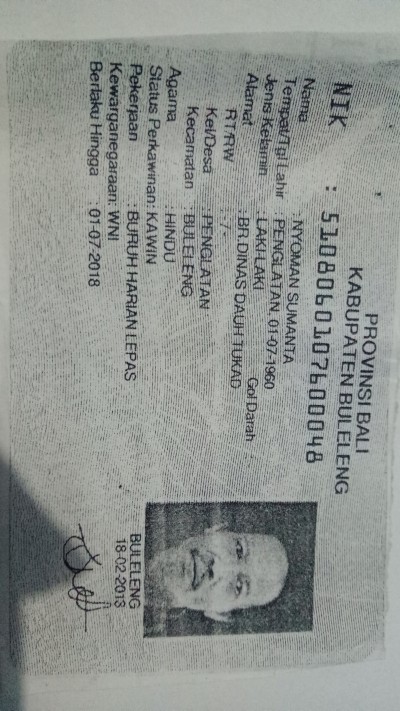 PROVINSI BALI
KABUPATEN BULELENG
NIK : 5108060107600048
Nama : NYOMAN SUMANTA
Tempat/Tgl Lahir : PENGLATAN, 01-07-1960
Jenis Kelamin : LAKI-LAKI Gol Darah
Alamat : BR. DINAS DAUH TUKAD
RT/RW : - / -
Kel/Desa : PENGLATAN
Kecamatan : BULELENG
Agama : HINDU
Status Perkawinan: KAWIN
Pekerjaan : BURUH HARIAN LEPAS
Kewarganegaraan: WNI
Berlaku Hingga : 01-07-2018
BULELENG
18-02-2013